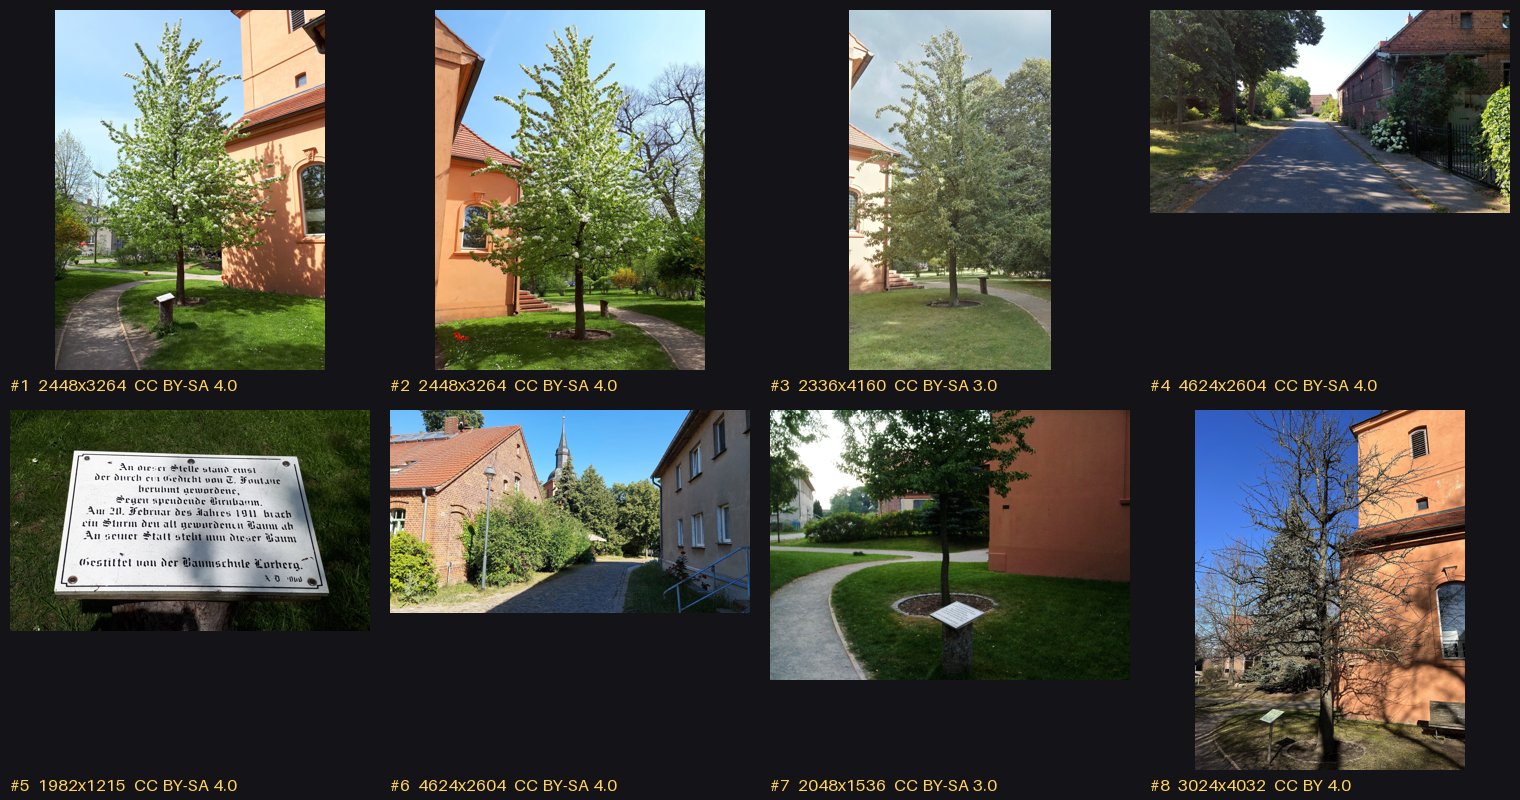 #1 2448x3264 CC BY-SA 4.0
#2 2448x3264 CC BY-SA 4.0
#3 2336x4160 CC BY-SA 3.0
#4 4624x2604 CC BY-SA 4.0
An dieser Stelle stand einst
der durch ein Gedicht von T. Fontane
berühmt gewordene,
Segen spendende Birnbaum.
Am 20. Februar des Jahres 1911 brach
ein Sturm den alt gewordenen Baum ab
An seiner Statt steht nun dieser Baum
Gestiftet von der Baumschule Lorberg.
#5 1982x1215 CC BY-SA 4.0
#6 4624x2604 CC BY-SA 4.0
#7 2048x1536 CC BY-SA 3.0
#8 3024x4032 CC BY 4.0